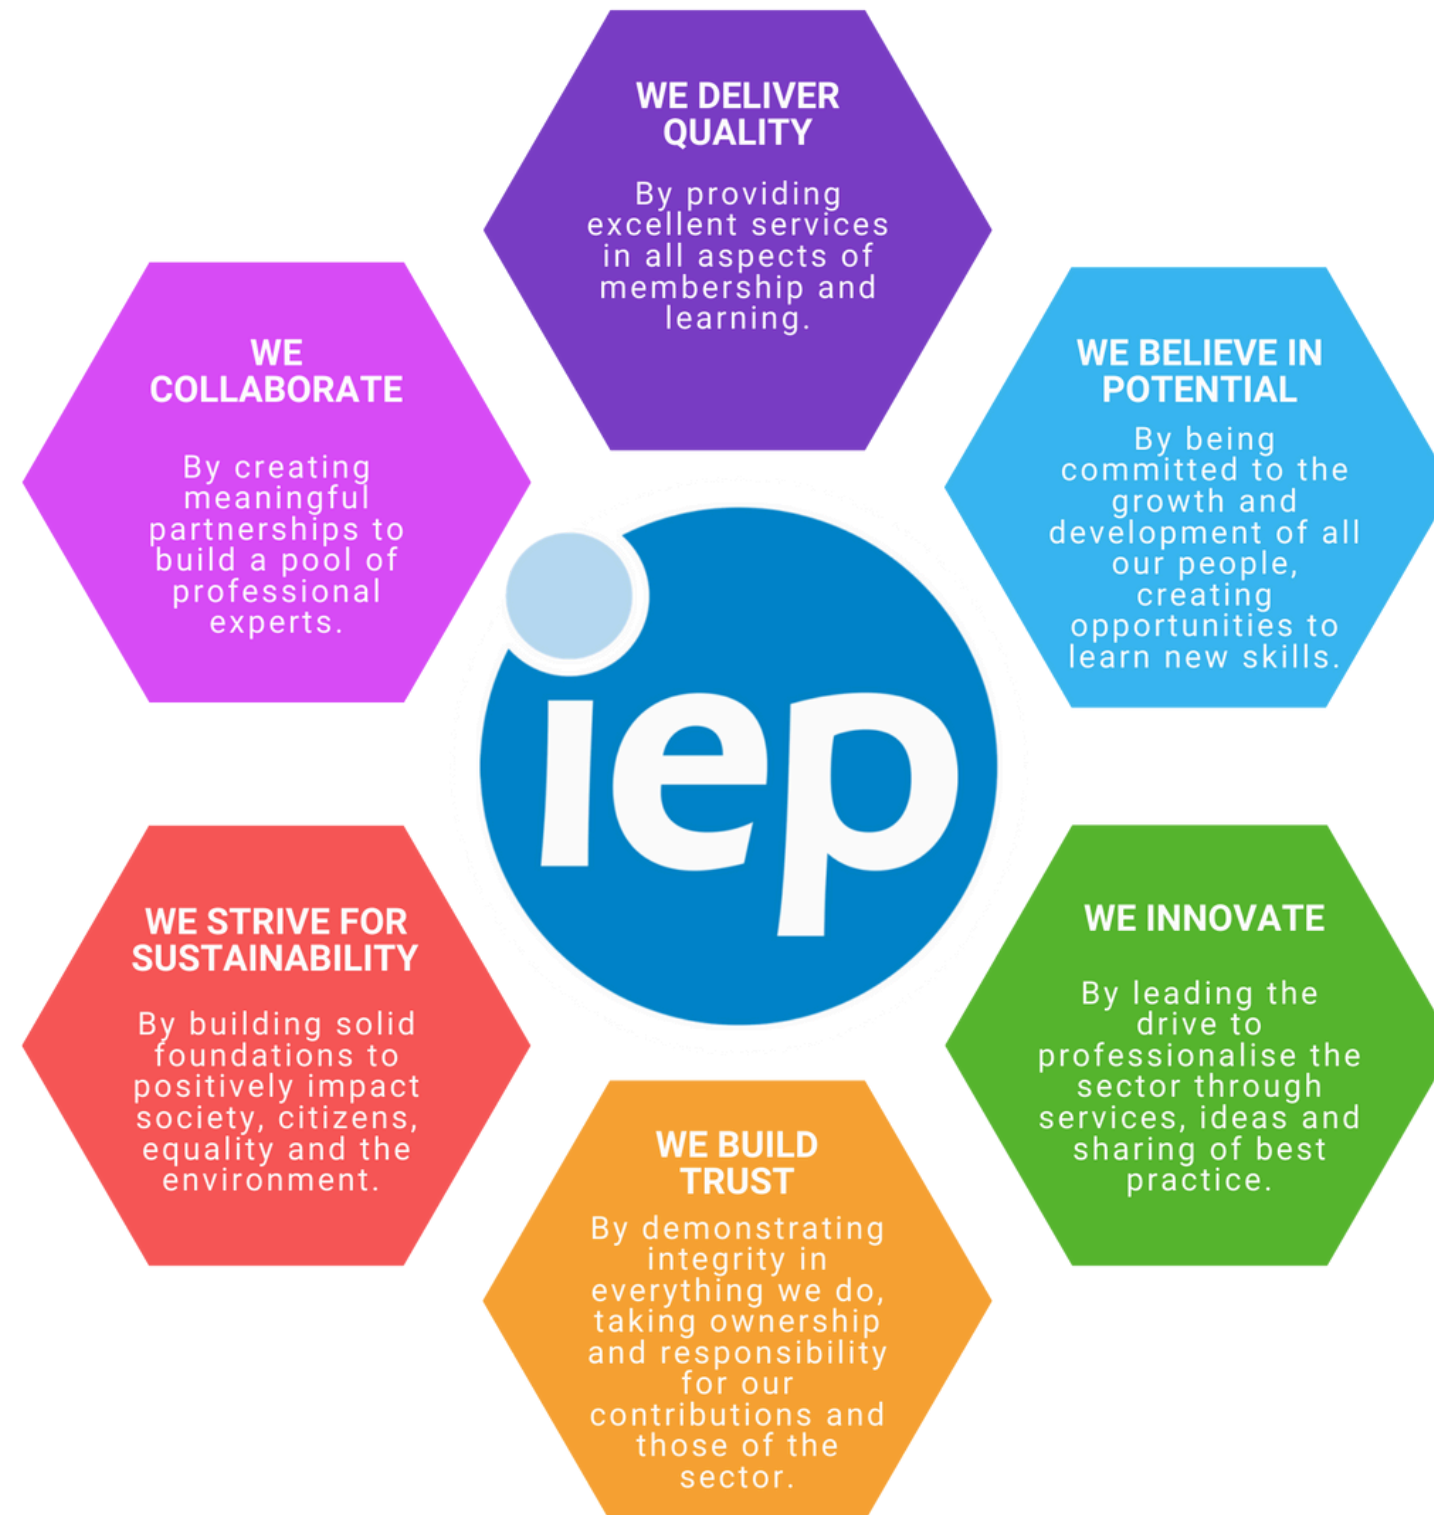 WE DELIVER
QUALITY
By providing
excellent services
in all aspects of
membership and
learning.
WE
COLLABORATE
By creating
meaningful
partnerships to
build a pool of
professional
experts.
WE BELIEVE IN
POTENTIAL
By being
committed to the
growth and
development of all
our people,
creating
opportunities to
learn new skills.
iep
WE STRIVE FOR
SUSTAINABILITY
By building solid
foundations to
positively impact
society, citizens,
equality and the
environment.
WE INNOVATE
By leading the
drive to
professionalise the
sector through
services, ideas and
sharing of best
practice.
WE BUILD
TRUST
By demonstrating
integrity in
everything we do,
taking ownership
and responsibility
for our
contributions and
those of the
sector.